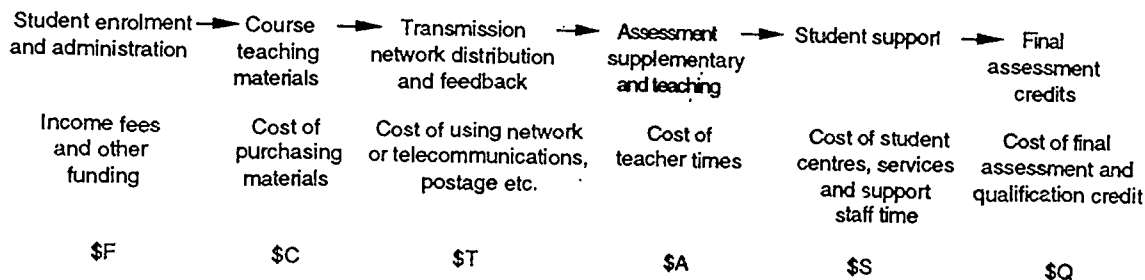 Student enrolment and administration → Course teaching materials → Transmission network distribution and feedback → Assessment supplementary and teaching → Student support → Final assessment credits
Income fees and other funding
Cost of purchasing materials
Cost of using network or telecommunications, postage etc.
Cost of teacher times
Cost of student centres, services and support staff time
Cost of final assessment and qualification credit
$F $C $T $A $S $Q